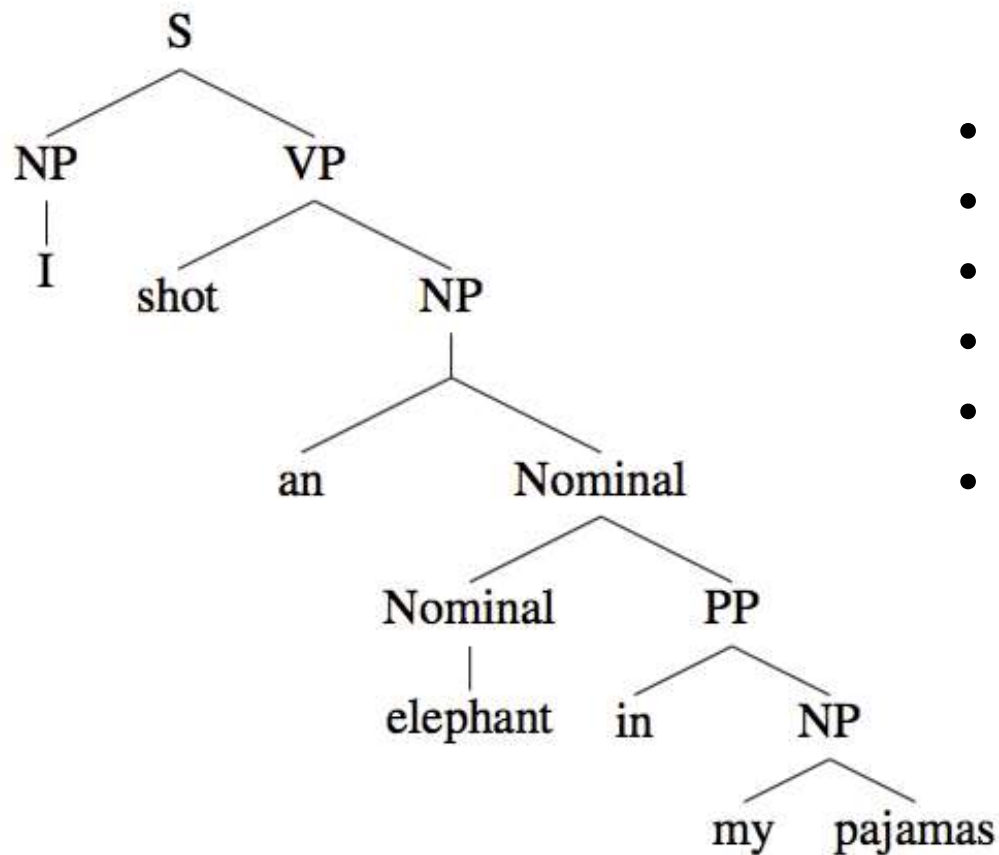 S
NP VP
I
shot NP
an Nominal
Nominal PP
elephant in NP
my pajamas